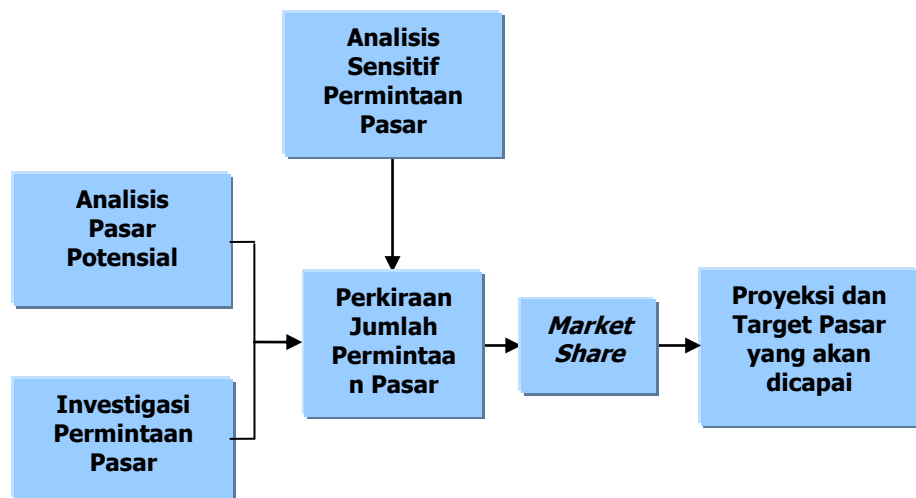 Analisis
Sensitif
Permintaan
Pasar
Analisis
Pasar
Potensial
Investigasi
Permintaan
Pasar
Perkiraan
Jumlah
Permintaa
n Pasar
Market
Share
Proyeksi dan
Target Pasar
yang akan
dicapai